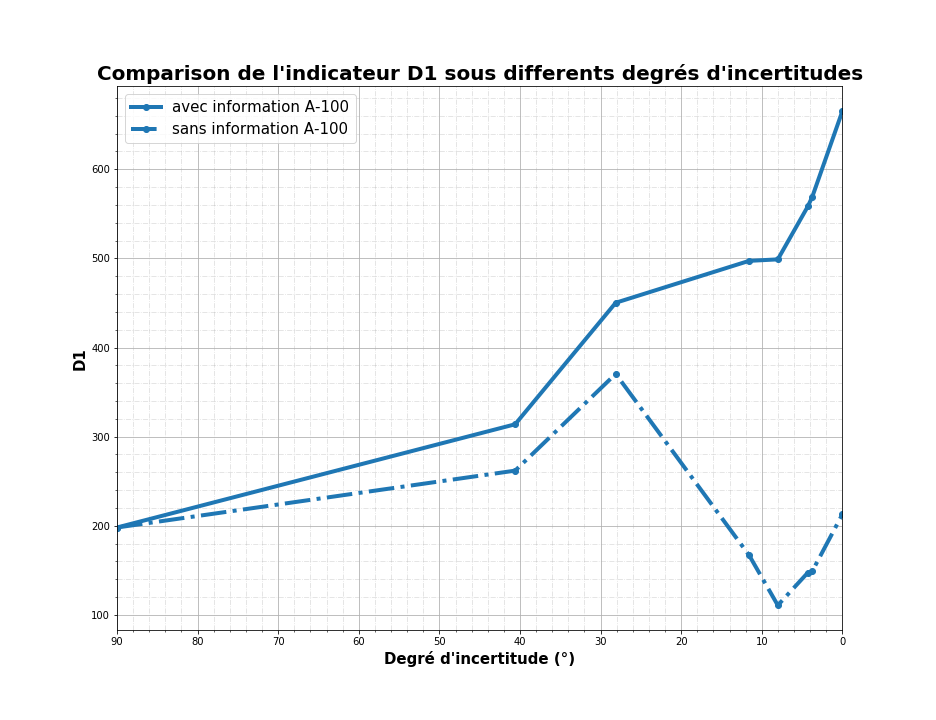 Comparison de l'indicateur D1 sous differents degrés d'incertitudes
avec information A-100
sans information A-100
600
500
400
300
200
100
D1
90 80 70 60 50 40 30 20 10 0
Degré d'incertitude (°)